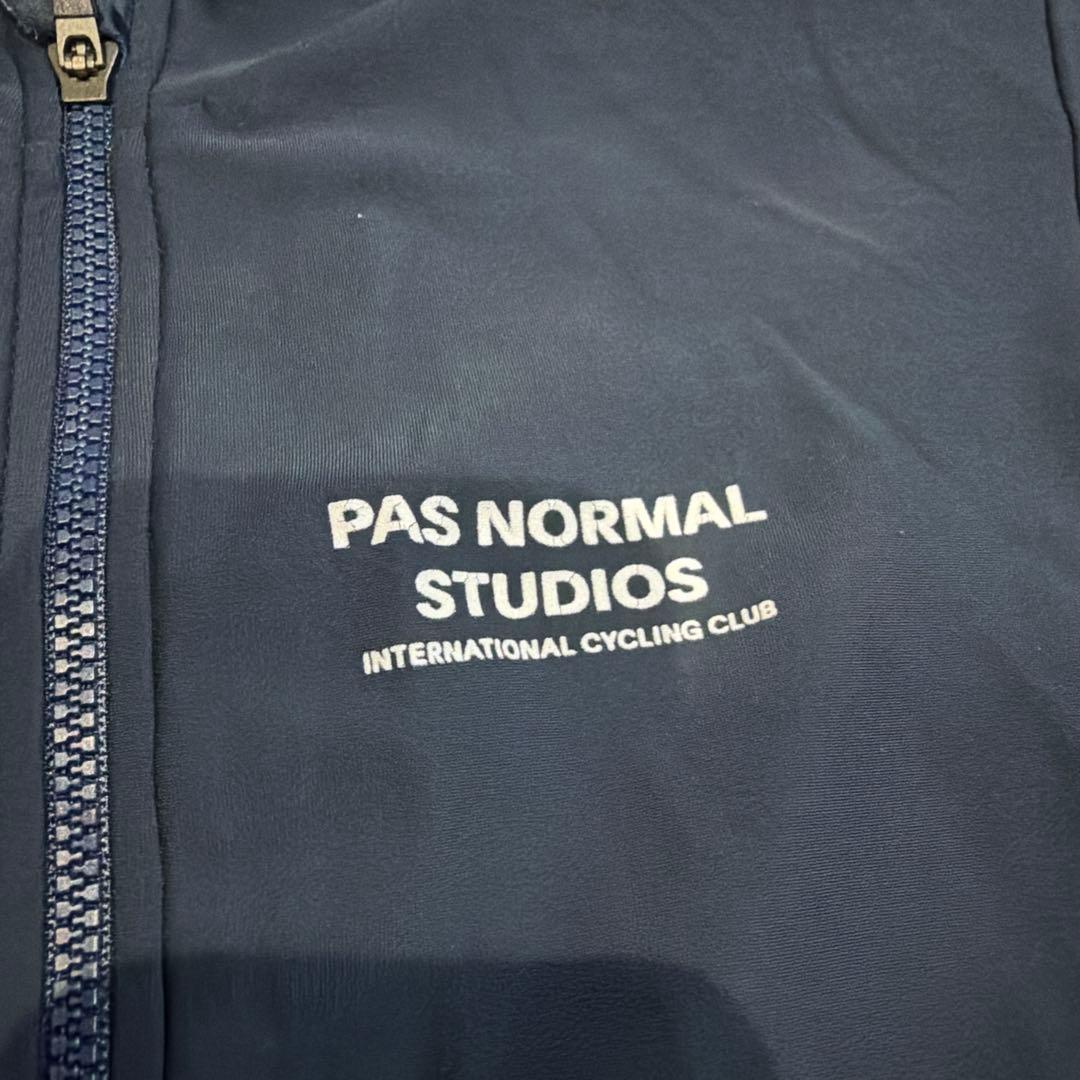 PAS NORMAL
STUDIOS
INTERNATIONAL CYCLING CLUB